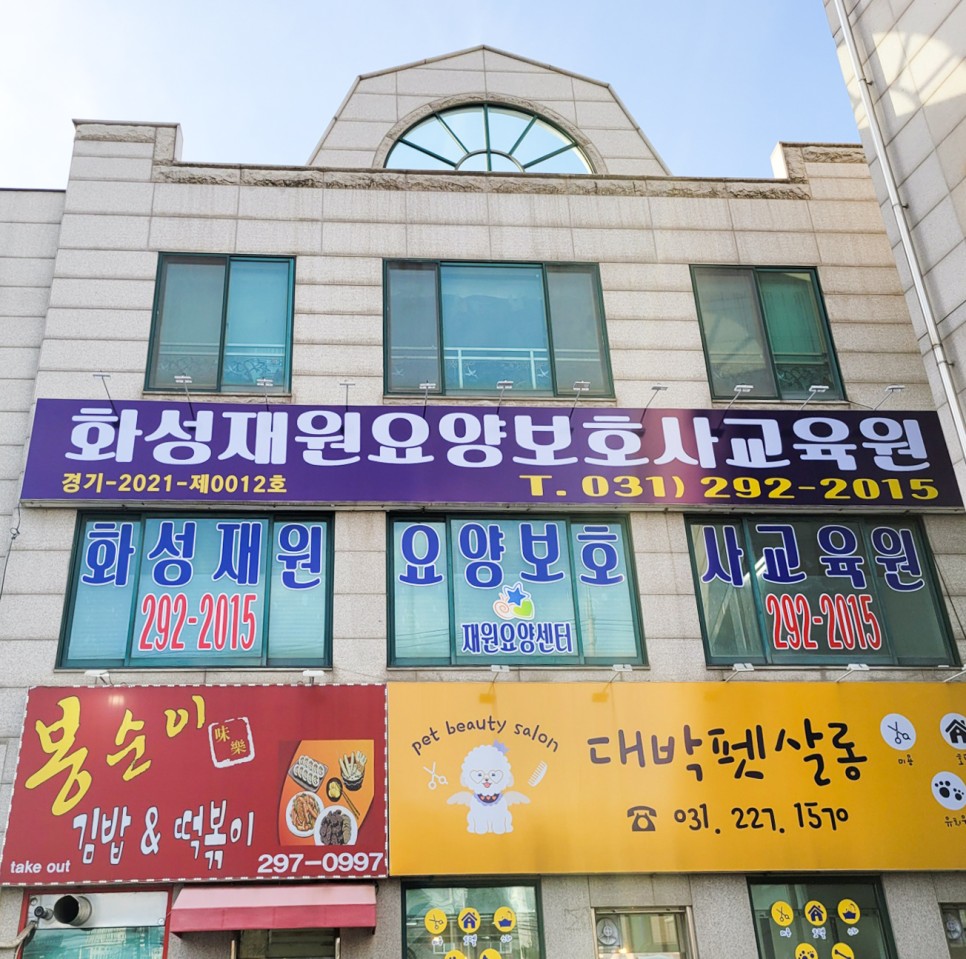 화성재원요양보호사교육원
경기-2021-제0012호 T. 031) 292-2015
화성재원 요양보호 사교육원
292-2015 재원요양센터 292-2015
봉순이 味樂
김밥 & 떡볶이
take out 297-0997
pet beauty salon
대박펫살롱
☎ 031. 227. 1570
미용